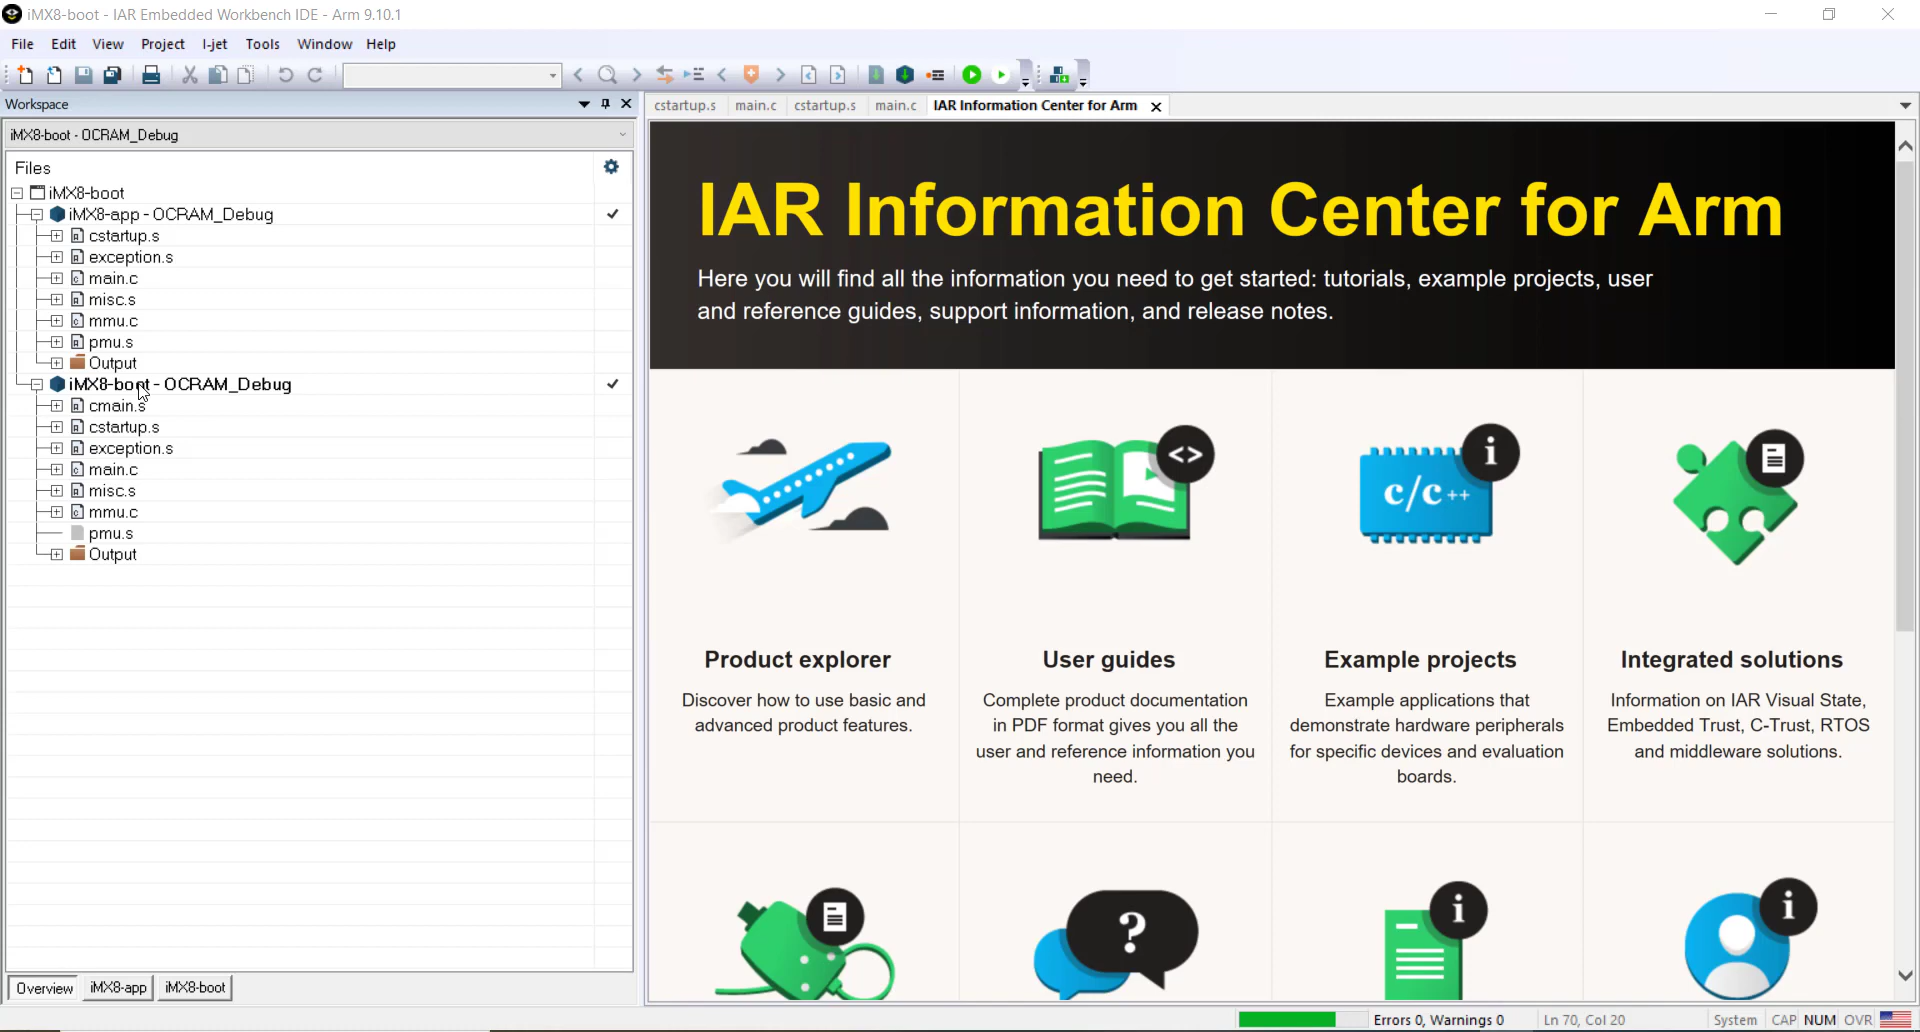 iMX8-boot - IAR Embedded Workbench IDE - Arm 9.10.1
File Edit View Project I-jet Tools Window Help
Workspace
iMX8-boot - OCRAM_Debug
Files
iMX8-boot
iMX8-app - OCRAM_Debug
cstartup.s
exception.s
main.c
misc.s
mmu.c
pmu.s
Output
iMX8-boot - OCRAM_Debug
cmain.s
cstartup.s
exception.s
main.c
misc.s
mmu.c
pmu.s
Output
Overview iMX8-app iMX8-boot
cstartup.s main.c cstartup.s main.c IAR Information Center for Arm
IAR Information Center for Arm
Here you will find all the information you need to get started: tutorials, example projects, user
and reference guides, support information, and release notes.
Product explorer
Discover how to use basic and
advanced product features.
<>
User guides
Complete product documentation
in PDF format gives you all the
user and reference information you
need.
i
c/c++
Example projects
Example applications that
demonstrate hardware peripherals
for specific devices and evaluation
boards.
Integrated solutions
Information on IAR Visual State,
Embedded Trust, C-Trust, RTOS
and middleware solutions.
?
i
i
Errors 0, Warnings 0 Ln 70, Col 20 System CAP NUM OVR